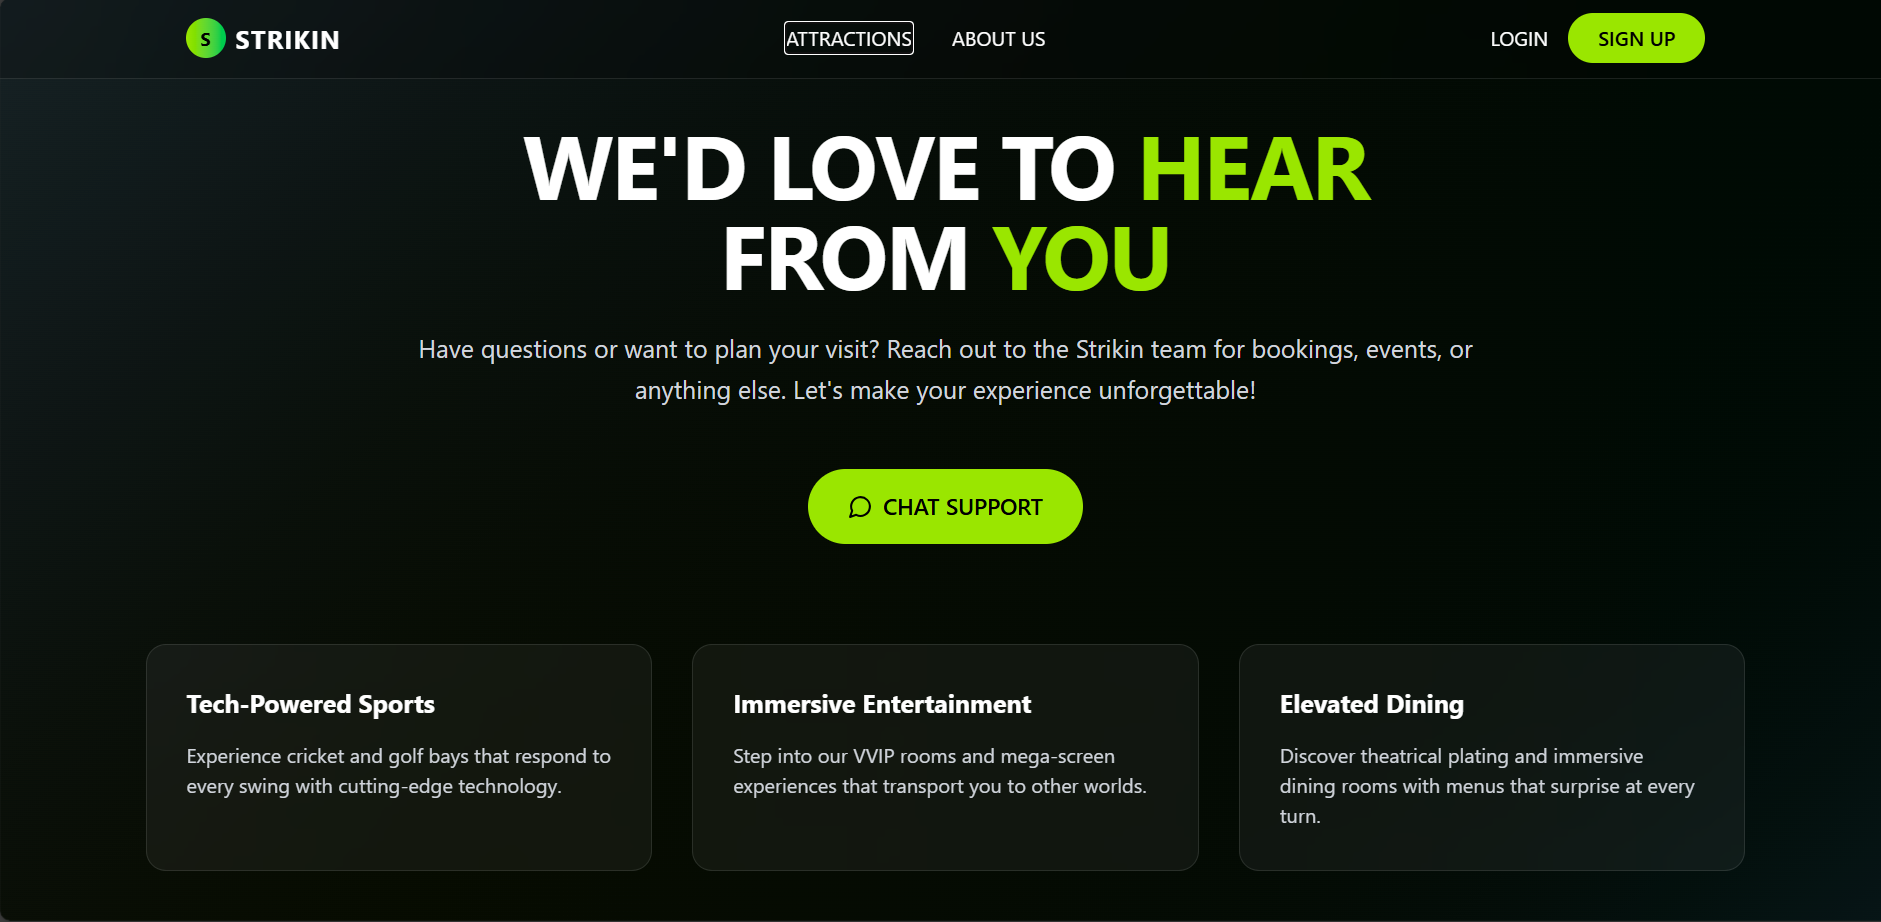 S STRIKIN
ATTRACTIONS
ABOUT US
LOGIN
SIGN UP
WE'D LOVE TO HEAR
FROM YOU
Have questions or want to plan your visit? Reach out to the Strikin team for bookings, events, or
anything else. Let's make your experience unforgettable!
CHAT SUPPORT
Tech-Powered Sports
Experience cricket and golf bays that respond to
every swing with cutting-edge technology.
Immersive Entertainment
Step into our VVIP rooms and mega-screen
experiences that transport you to other worlds.
Elevated Dining
Discover theatrical plating and immersive
dining rooms with menus that surprise at every
turn.